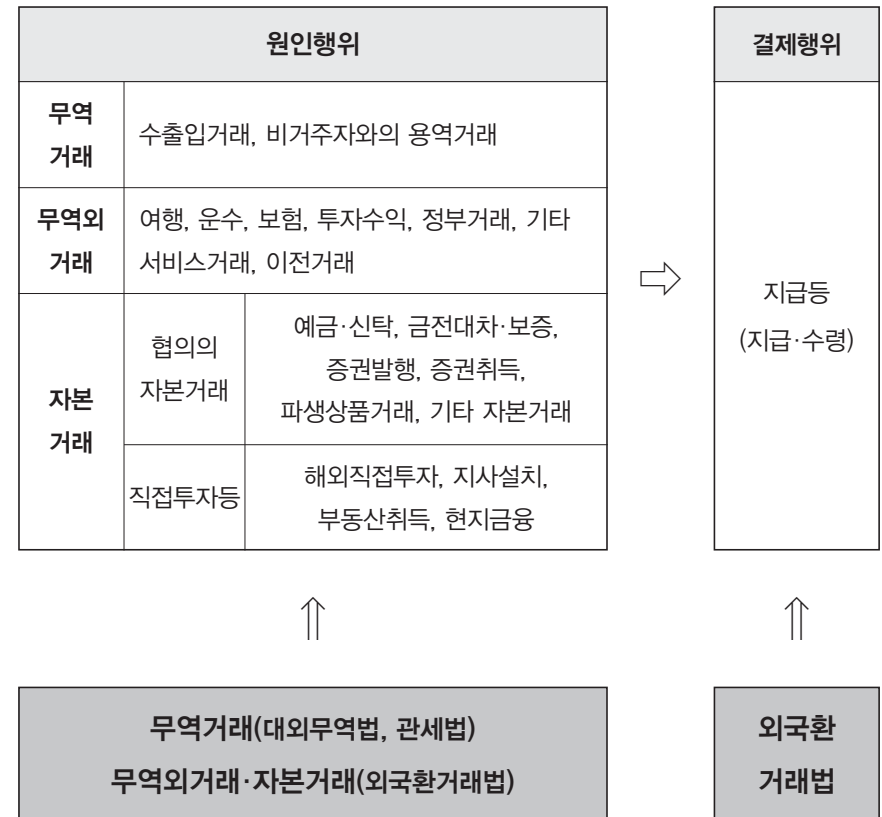 원인행위
결제행위
무역
거래
수출입거래, 비거주자와의 용역거래
무역외
거래
여행, 운수, 보험, 투자수익, 정부거래, 기타
서비스거래, 이전거래
자본
거래
협의의
자본거래
예금·신탁, 금전대차·보증,
증권발행, 증권취득,
파생상품거래, 기타 자본거래
직접투자등
해외직접투자, 지사설치,
부동산취득, 현지금융
지급등
(지급·수령)
무역거래(대외무역법, 관세법)
무역외거래·자본거래(외국환거래법)
외국환
거래법